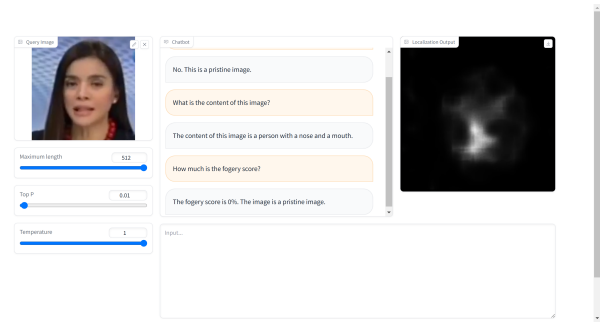 Query Image
Chatbot
Localization Output
No. This is a pristine image.
What is the content of this image?
The content of this image is a person with a nose and a mouth.
How much is the fogery score?
The fogery score is 0%. The image is a pristine image.
Maximum length
512
Top P
0.01
Temperature
1
Input...